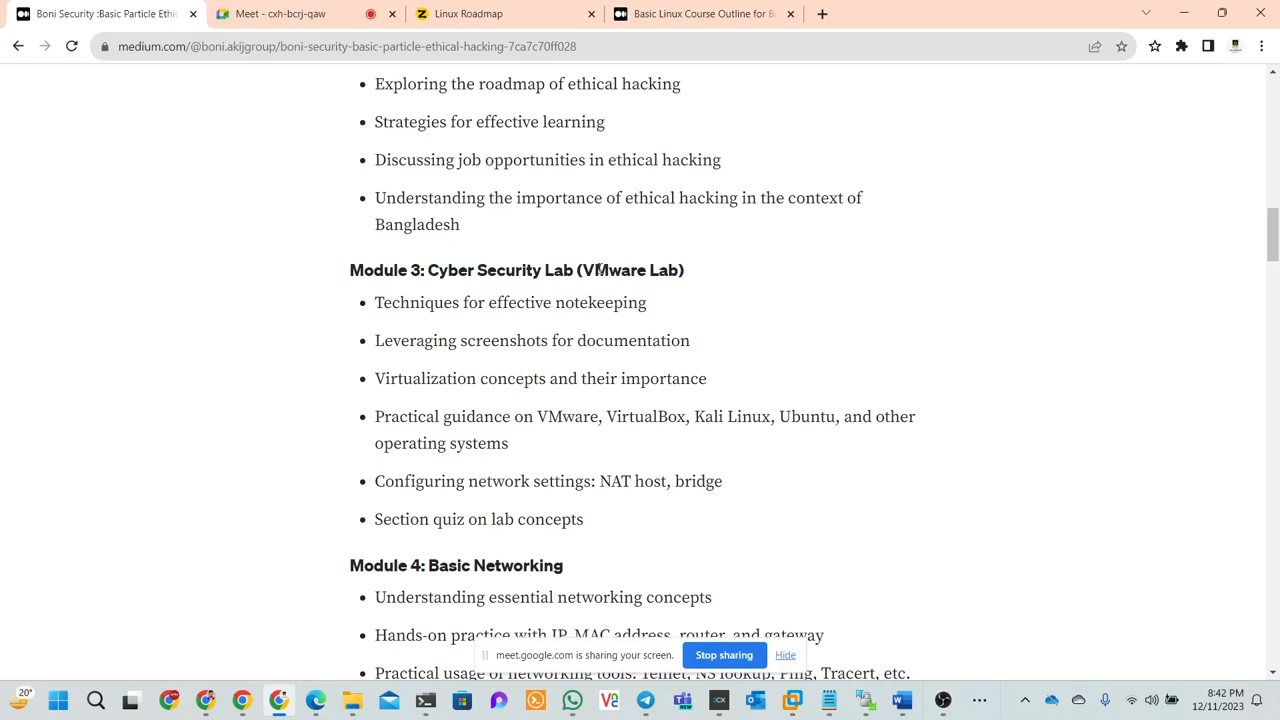 Boni Security :Basic Particle Ethic
Meet - cxh-bcrj-qaw
Linux Roadmap
Basic Linux Course Outline for B
medium.com/@boni.akijgroup/boni-security-basic-particle-ethical-hacking-7ca7c70ff028
Exploring the roadmap of ethical hacking
Strategies for effective learning
Discussing job opportunities in ethical hacking
Understanding the importance of ethical hacking in the context of
Bangladesh
Module 3: Cyber Security Lab (VMware Lab)
Techniques for effective notekeeping
Leveraging screenshots for documentation
Virtualization concepts and their importance
Practical guidance on VMware, VirtualBox, Kali Linux, Ubuntu, and other
operating systems
Configuring network settings: NAT host, bridge
Section quiz on lab concepts
Module 4: Basic Networking
Understanding essential networking concepts
Hands-on practice with IP, MAC address, router, and gateway
meet.google.com is sharing your screen.
Stop sharing
Hide
Practical usage of networking tools: Telnet, NS lookup, Ping, Tracert, etc.
20°
8:42 PM
12/11/2023